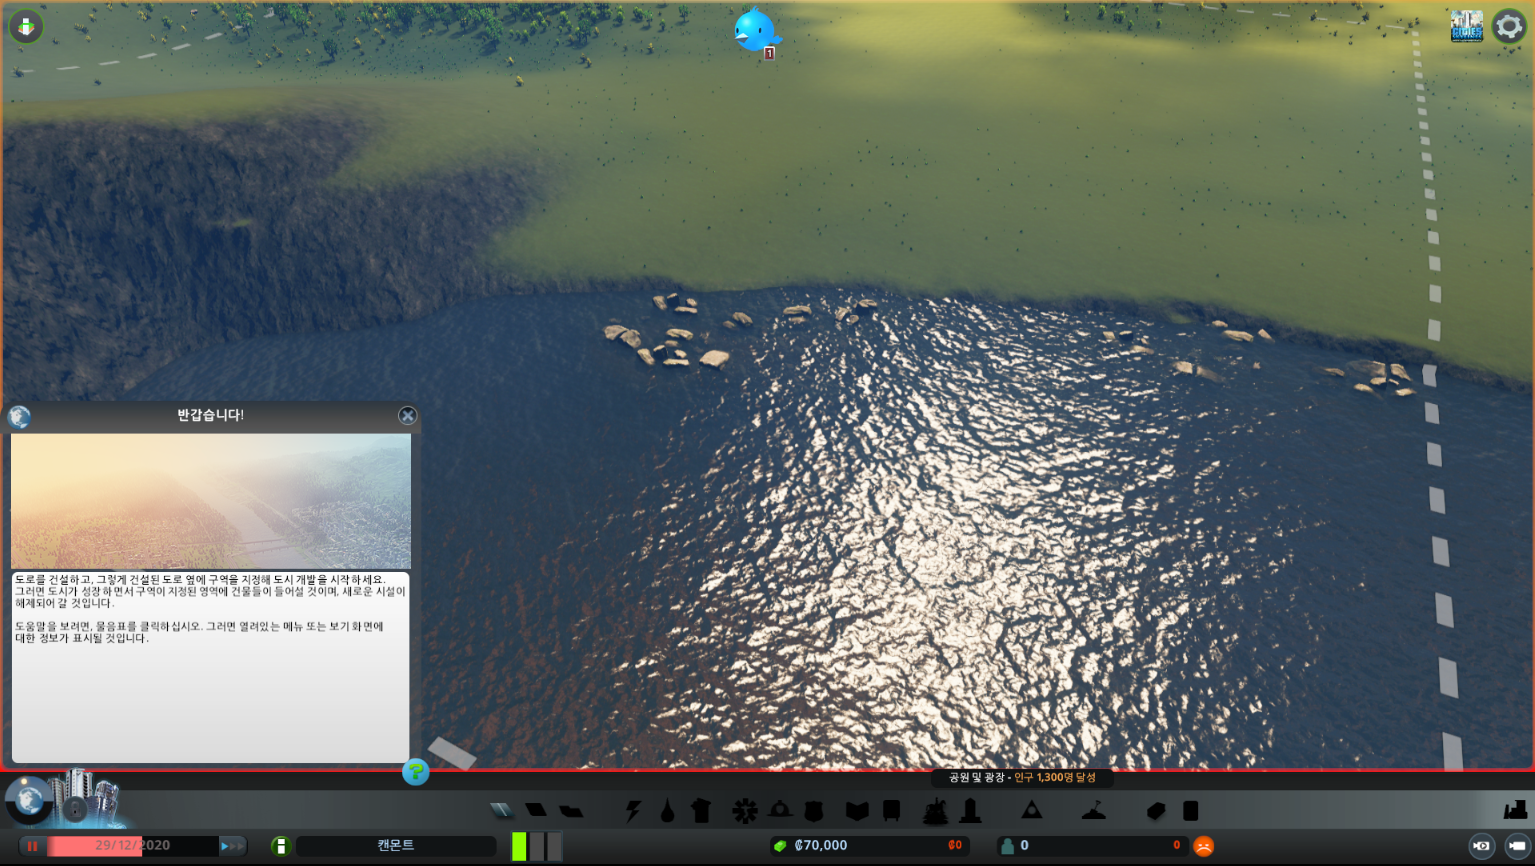 1
CITIES
반갑습니다!
도로를 건설하고, 그렇게 건설된 도로 옆에 구역을 지정해 도시 개발을 시작하세요.
그러면 도시가 성장하면서 구역이 지정된 영역에 건물들이 들어설 것이며, 새로운 시설이
해제되어 갈 것입니다.
도움말을 보려면, 물음표를 클릭하십시오. 그러면 열려있는 메뉴 또는 보기 화면에
대한 정보가 표시될 것입니다.
?
공원 및 광장 - 인구 1,300명 달성
29/12/2020
캔몬트
₡70,000
₡0
0
0